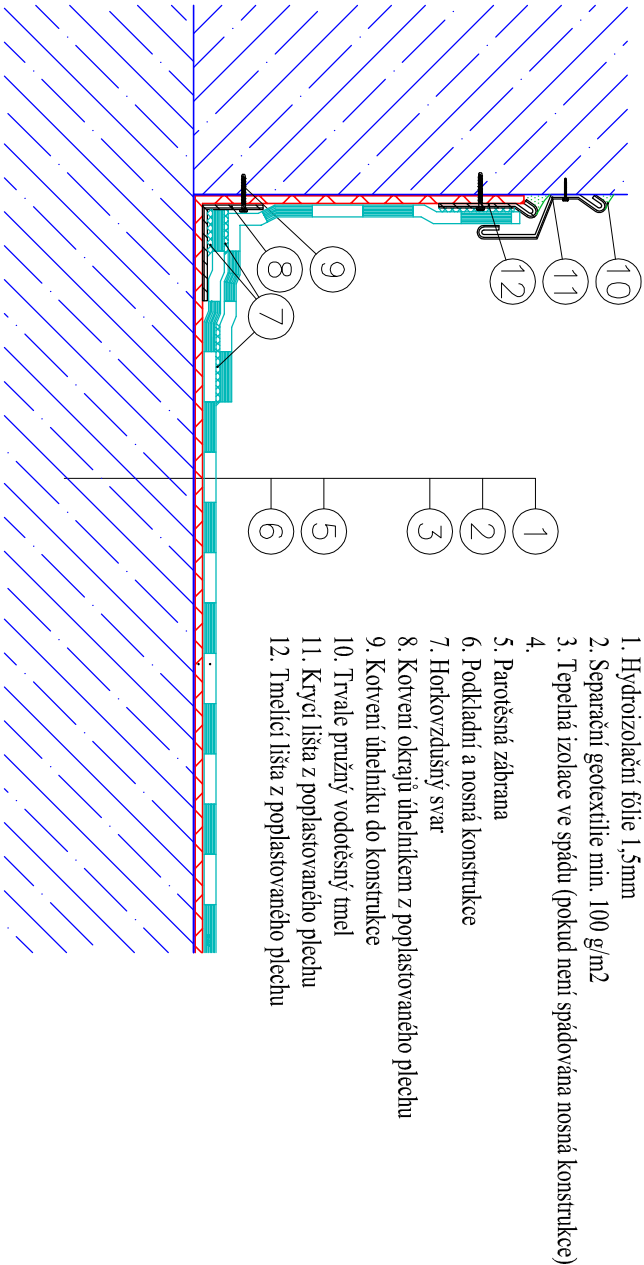 1. Hydroizolační fólie 1,5mm
2. Separační geotextilie min. 100 g/m2
3. Tepelná izolace ve spádu (pokud není spádována nosná konstrukce)
4.
5. Parotěsná zábrana
6. Podkladní a nosná konstrukce
7. Horkovzdušný svar
8. Kotvení okrajů úhelníkem z poplastovaného plechu
9. Kotvení úhelníku do konstrukce
10. Trvale pružný vodotěsný tmel
11. Krycí lišta z poplastovaného plechu
12. Tmelící lišta z poplastovaného plechu
1
2
3
5
6
10
11
12
9
8
7